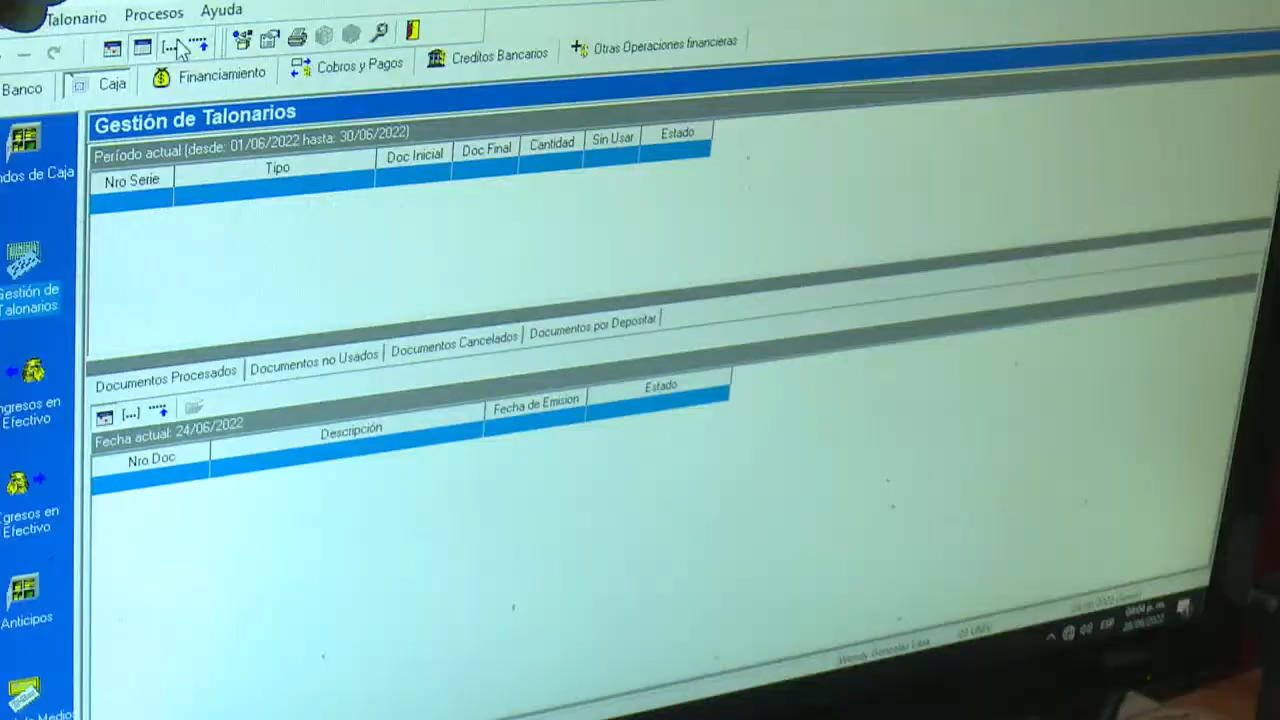 Talonario Procesos Ayuda
Banco Caja Financiamiento Cobros y Pagos Creditos Bancarios Otras Operaciones financieras
Gestión de Talonarios
Período actual (desde: 01/06/2022 hasta: 30/06/2022)
Nro Serie Tipo Doc Inicial Doc Final Cantidad Sin Usar Estado
Documentos Procesados Documentos no Usados Documentos Cancelados Documentos por Depositar
[...]
Fecha actual: 24/06/2022
Nro Doc Descripción Fecha de Emision Estado
ndos de Caja
Gestión de
Talonarios
ngresos en
Efectivo
gresos en
Efectivo
Anticipos
Medios
ESP